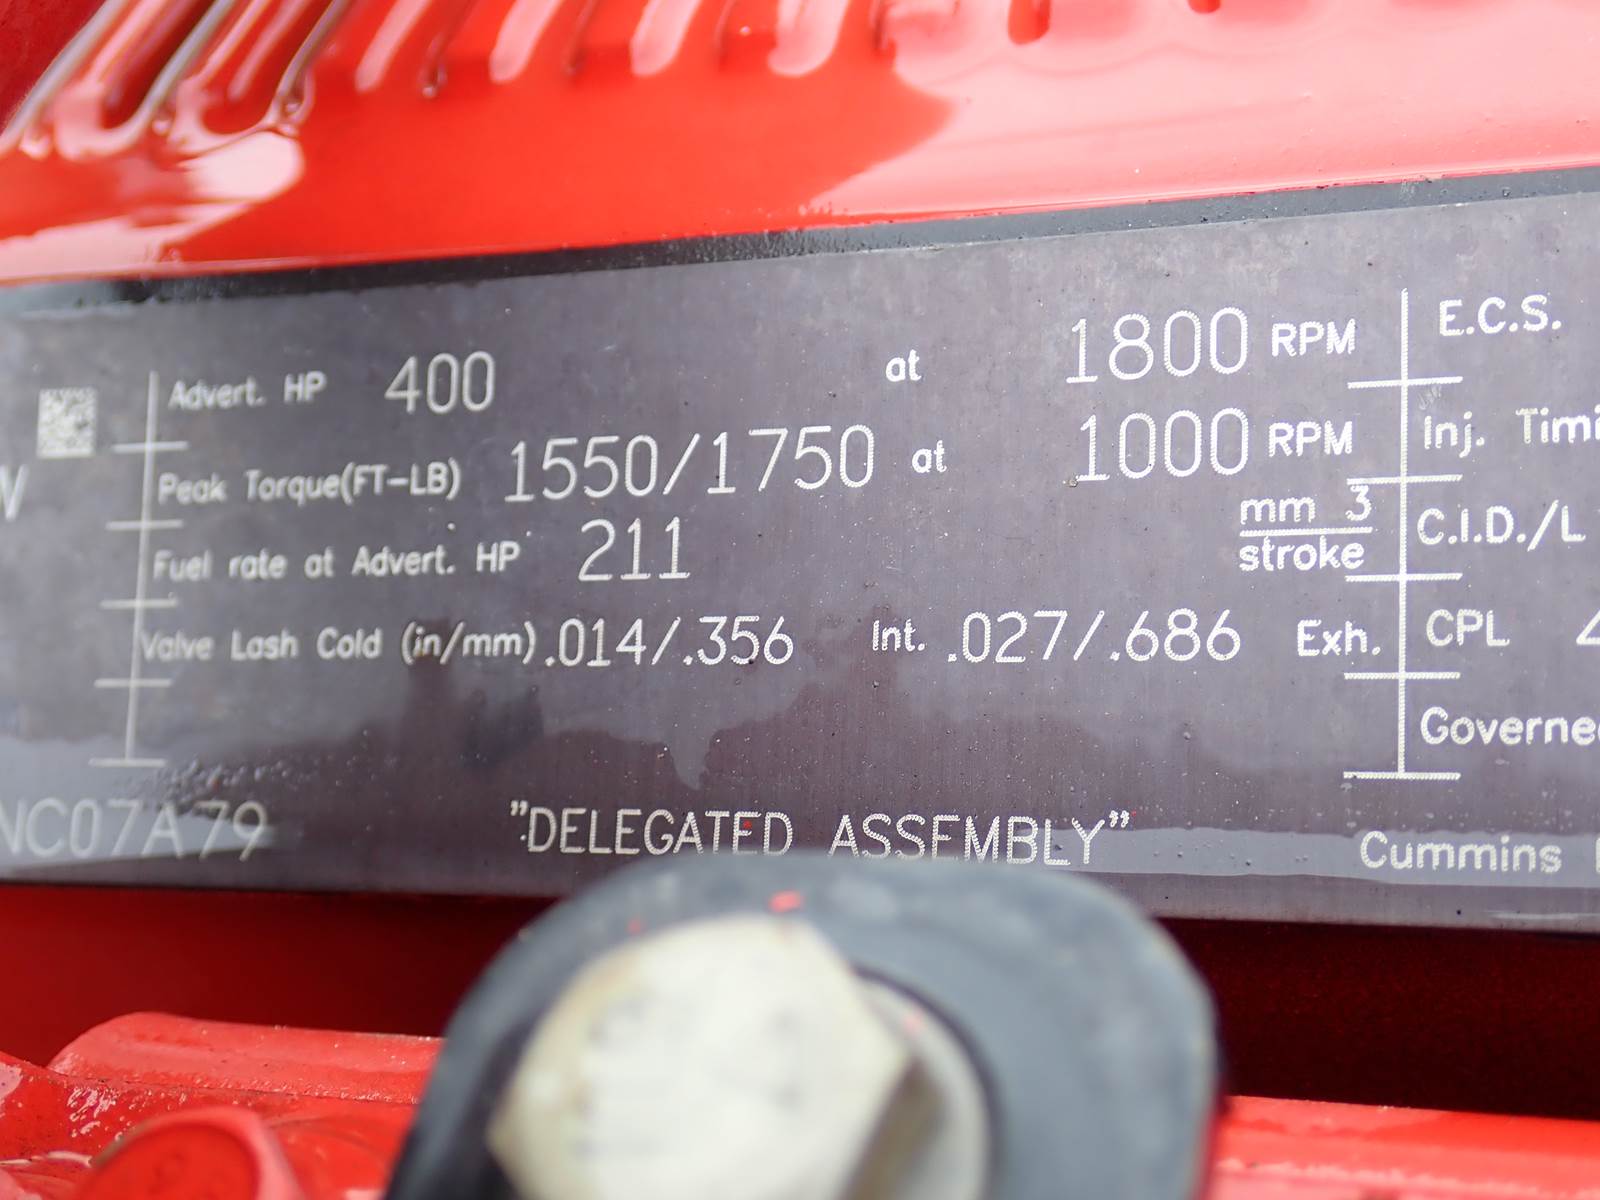 Advert. HP 400 at 1800 RPM
Peak Torque(FT-LB) 1550/1750 at 1000 RPM
Fuel rate at Advert. HP 211 mm 3
stroke
Valve Lash Cold (in/mm) .014/.356 Int. .027/.686 Exh.
NC07A79 "DELEGATED ASSEMBLY"
E.C.S.
Inj. Timi
C.I.D./L
CPL
Governe
Cummins